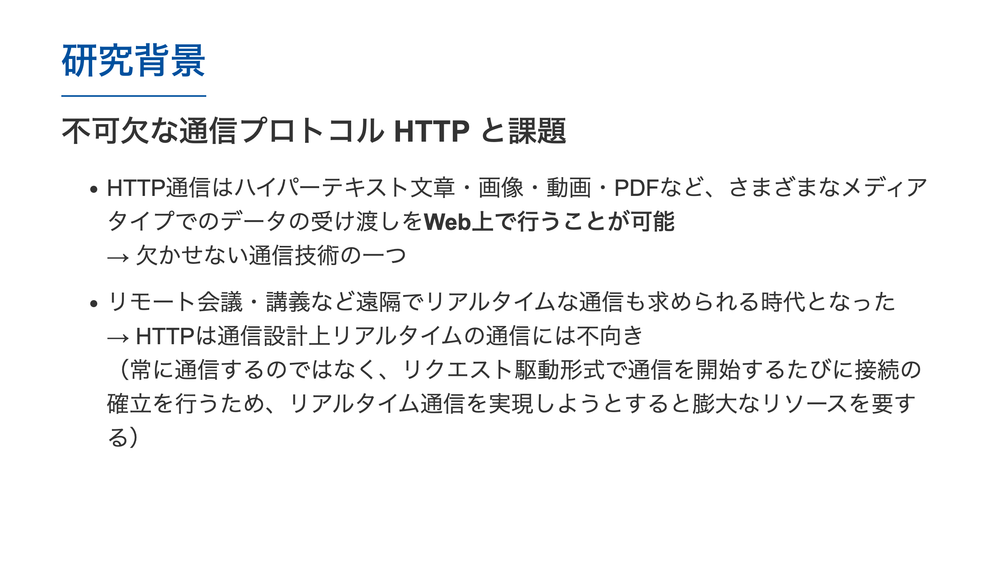 研究背景
不可欠な通信プロトコル HTTP と課題
• HTTP通信はハイパーテキスト文章・画像・動画・PDFなど、さまざまなメディア
タイプでのデータの受け渡しをWeb上で行うことが可能
→ 欠かせない通信技術の一つ
• リモート会議・講義など遠隔でリアルタイムな通信も求められる時代となった
→ HTTPは通信設計上リアルタイムの通信には不向き
（常に通信するのではなく、リクエスト駆動形式で通信を開始するたびに接続の
確立を行うため、リアルタイム通信を実現しようとすると膨大なリソースを要す
る）